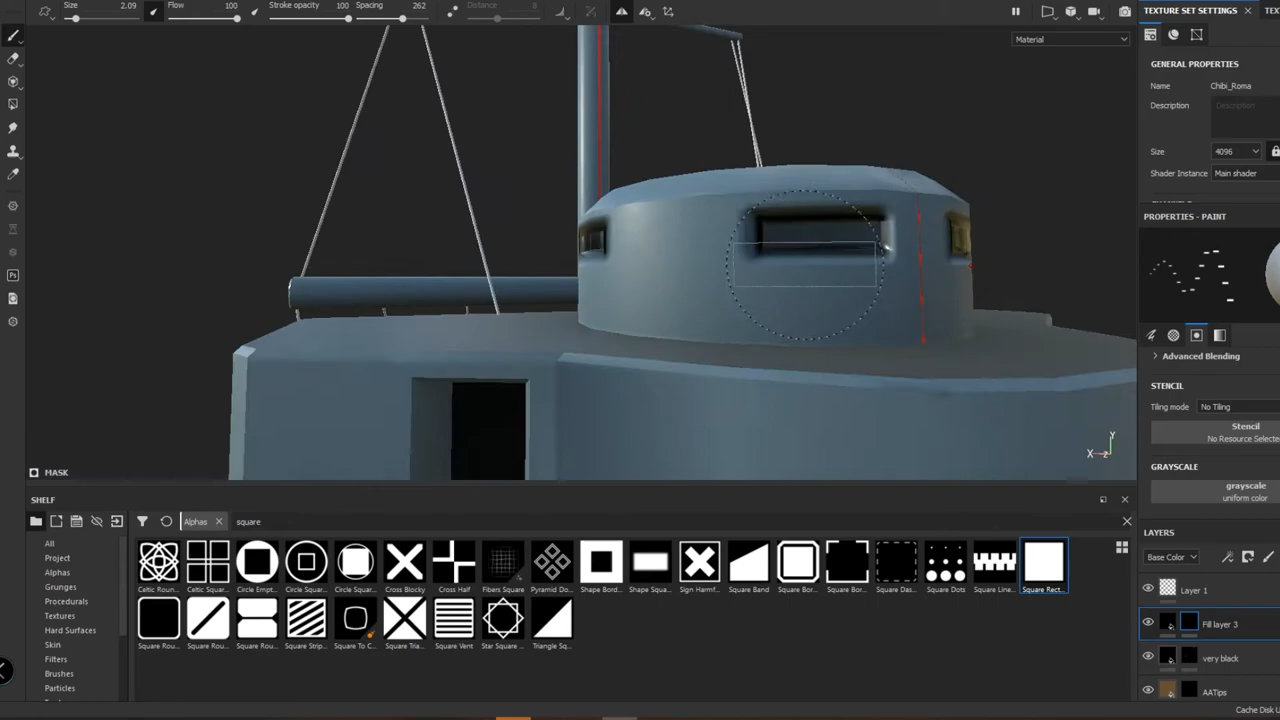 Size 2.09 Flow 100 Stroke opacity 100 Spacing 262 Distance 8
TEXTURE SET SETTINGS × TEXT
Material
GENERAL PROPERTIES
Name Chibi_Roma
Description Description
Size 4096
Shader Instance Main shader
PROPERTIES - PAINT
Advanced Blending
STENCIL
Tiling mode No Tiling
Stencil
No Resource Selecte
GRAYSCALE
grayscale
uniform color
Y
X Z
MASK
SHELF
Alphas × square
All
Project
Alphas
Grunges
Procedurals
Textures
Hard Surfaces
Skin
Filters
Brushes
Particles
Celtic Roun...
Celtic Squar...
Circle Empt...
Circle Squar...
Circle Squar...
Cross Blocky
Cross Half
Fibers Square
Pyramid Do...
Shape Bord...
Shape Squa...
Sign Harmf...
Square Band
Square Bor...
Square Bor...
Square Das...
Square Dots
Square Line...
Square Rect...
Square Rou...
Square Rou...
Square Rou...
Square Strip...
Square To C...
Square Tria...
Square Vent
Star Square ...
Triangle Sq...
LAYERS
Base Color
Layer 1
Fill layer 3
very black
AATips
Cache Disk U
Ps